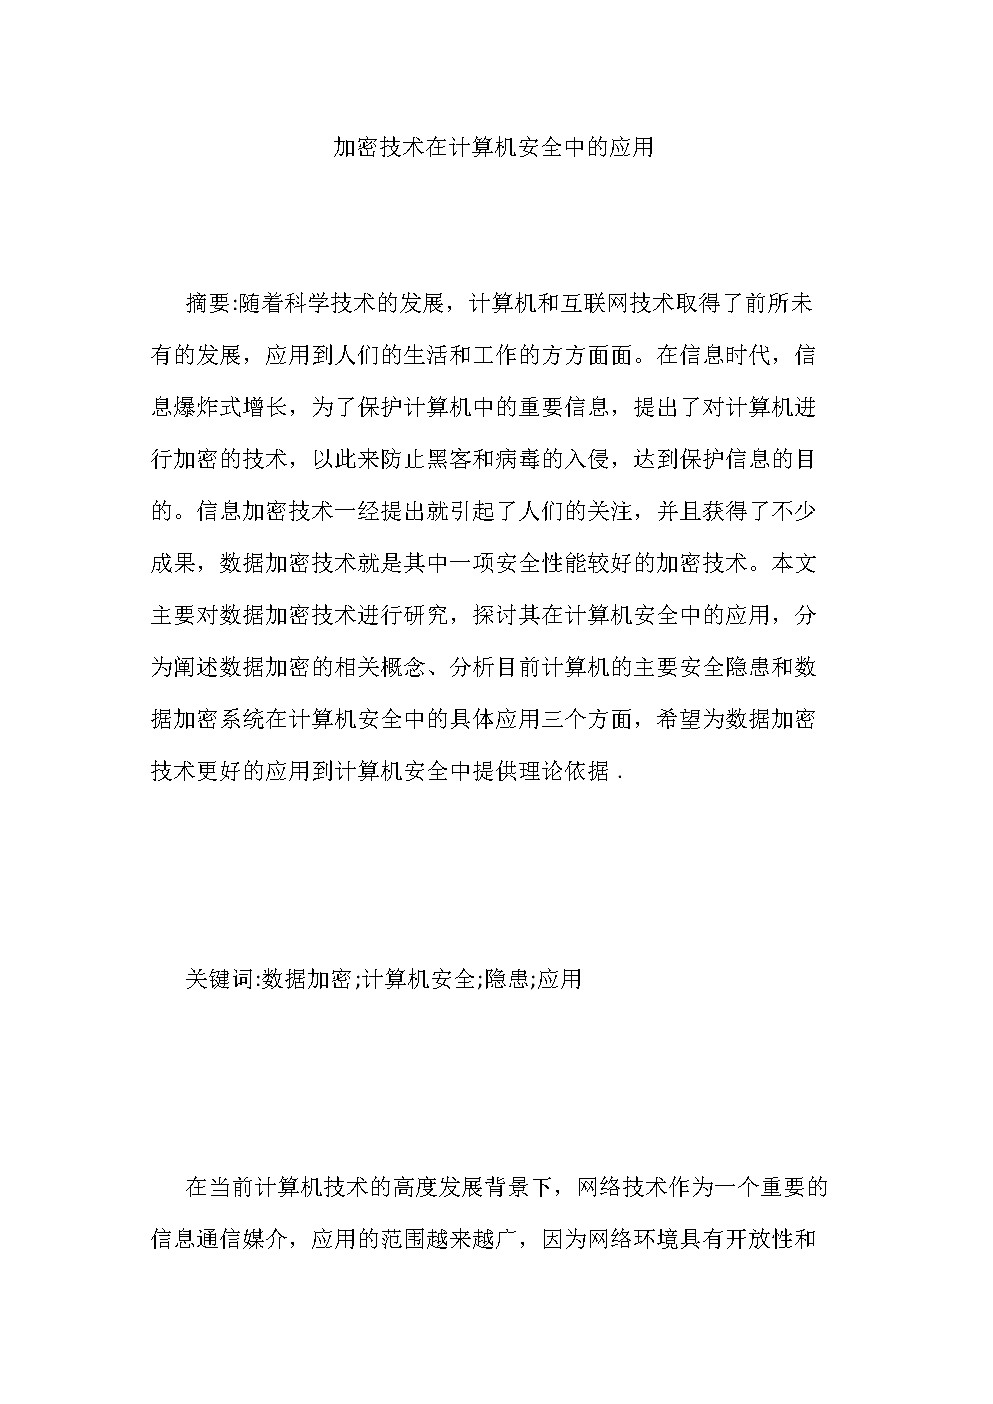 加密技术在计算机安全中的应用
摘要:随着科学技术的发展，计算机和互联网技术取得了前所未
有的发展，应用到人们的生活和工作的方方面面。在信息时代，信
息爆炸式增长，为了保护计算机中的重要信息，提出了对计算机进
行加密的技术，以此来防止黑客和病毒的入侵，达到保护信息的目
的。信息加密技术一经提出就引起了人们的关注，并且获得了不少
成果，数据加密技术就是其中一项安全性能较好的加密技术。本文
主要对数据加密技术进行研究，探讨其在计算机安全中的应用，分
为阐述数据加密的相关概念、分析目前计算机的主要安全隐患和数
据加密系统在计算机安全中的具体应用三个方面，希望为数据加密
技术更好的应用到计算机安全中提供理论依据 .
关键词:数据加密;计算机安全;隐患;应用
在当前计算机技术的高度发展背景下，网络技术作为一个重要的
信息通信媒介，应用的范围越来越广，因为网络环境具有开放性和